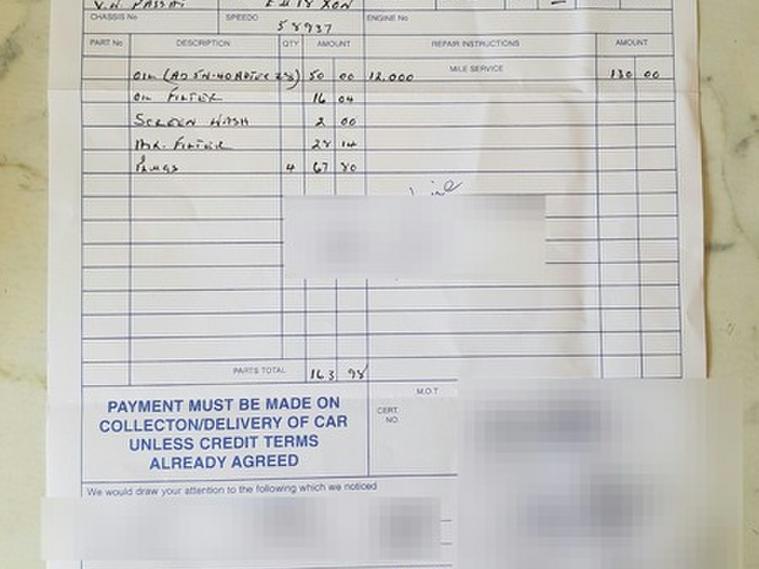 V.W PASSAT
CHASSIS No SPEEDO 58937 ENGINE No
PART No DESCRIPTION QTY AMOUNT REPAIR INSTRUCTIONS AMOUNT
OIL 50 00 12,000 MILE SERVICE 130 00
OIL FILTER 16 04
SCREEN WASH 2 00
AIR. FILTER 28 14
PLUGS 4 67 80
PARTS TOTAL 163 98
M.O.T
PAYMENT MUST BE MADE ON
COLLECTON/DELIVERY OF CAR
UNLESS CREDIT TERMS
ALREADY AGREED
CERT.
NO.
We would draw your attention to the following which we noticed